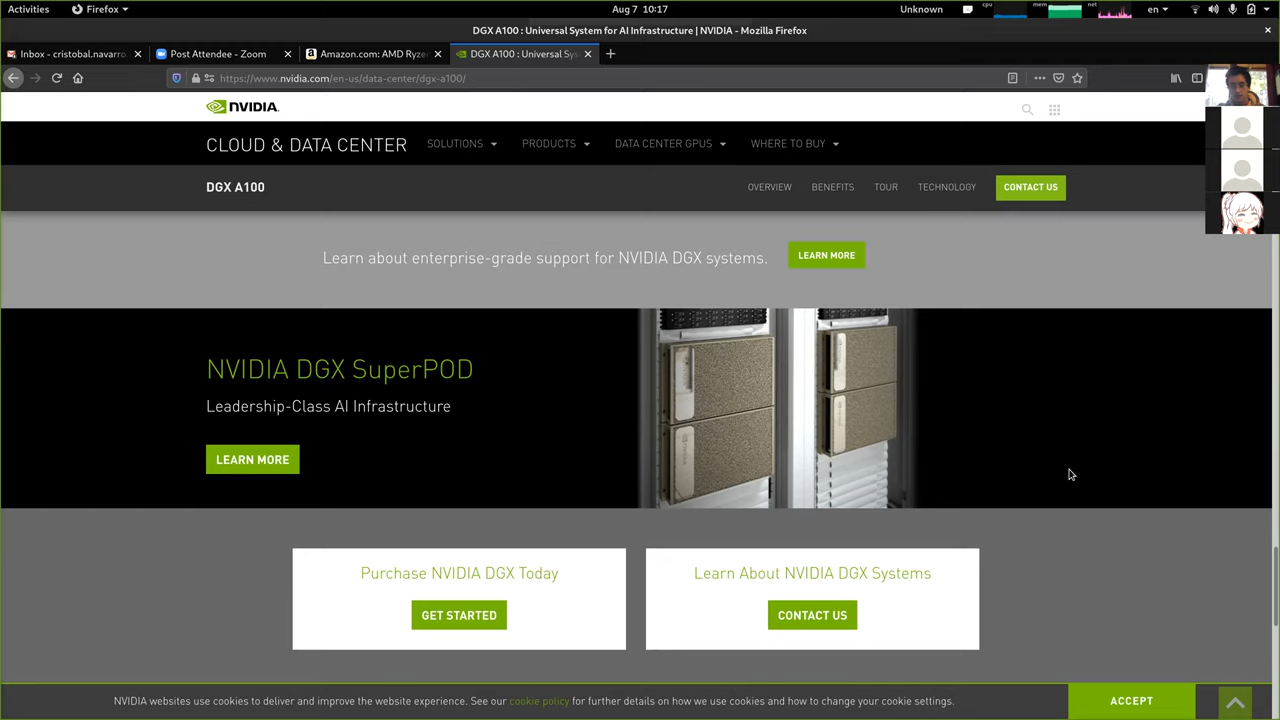 Activities
Firefox
Aug 7 10:17
Unknown
cpu
mem
net
en
DGX A100 : Universal System for AI Infrastructure | NVIDIA - Mozilla Firefox
Inbox - cristobal.navarro
Post Attendee - Zoom
Amazon.com: AMD Ryze
DGX A100 : Universal Sys
https://www.nvidia.com/en-us/data-center/dgx-a100/
NVIDIA.
CLOUD & DATA CENTER
SOLUTIONS
PRODUCTS
DATA CENTER GPUS
WHERE TO BUY
DGX A100
OVERVIEW
BENEFITS
TOUR
TECHNOLOGY
CONTACT US
Learn about enterprise-grade support for NVIDIA DGX systems.
LEARN MORE
NVIDIA DGX SuperPOD
Leadership-Class AI Infrastructure
LEARN MORE
Purchase NVIDIA DGX Today
GET STARTED
Learn About NVIDIA DGX Systems
CONTACT US
NVIDIA websites use cookies to deliver and improve the website experience. See our cookie policy for further details on how we use cookies and how to change your cookie settings.
ACCEPT